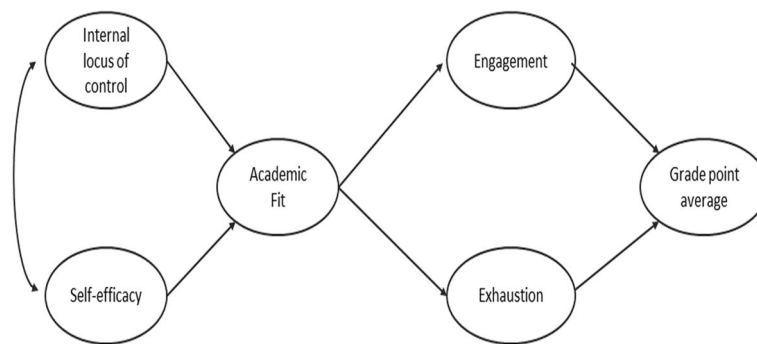 Internal
locus of
control
Engagement
Academic
Fit
Grade point
average
Self-efficacy
Exhaustion